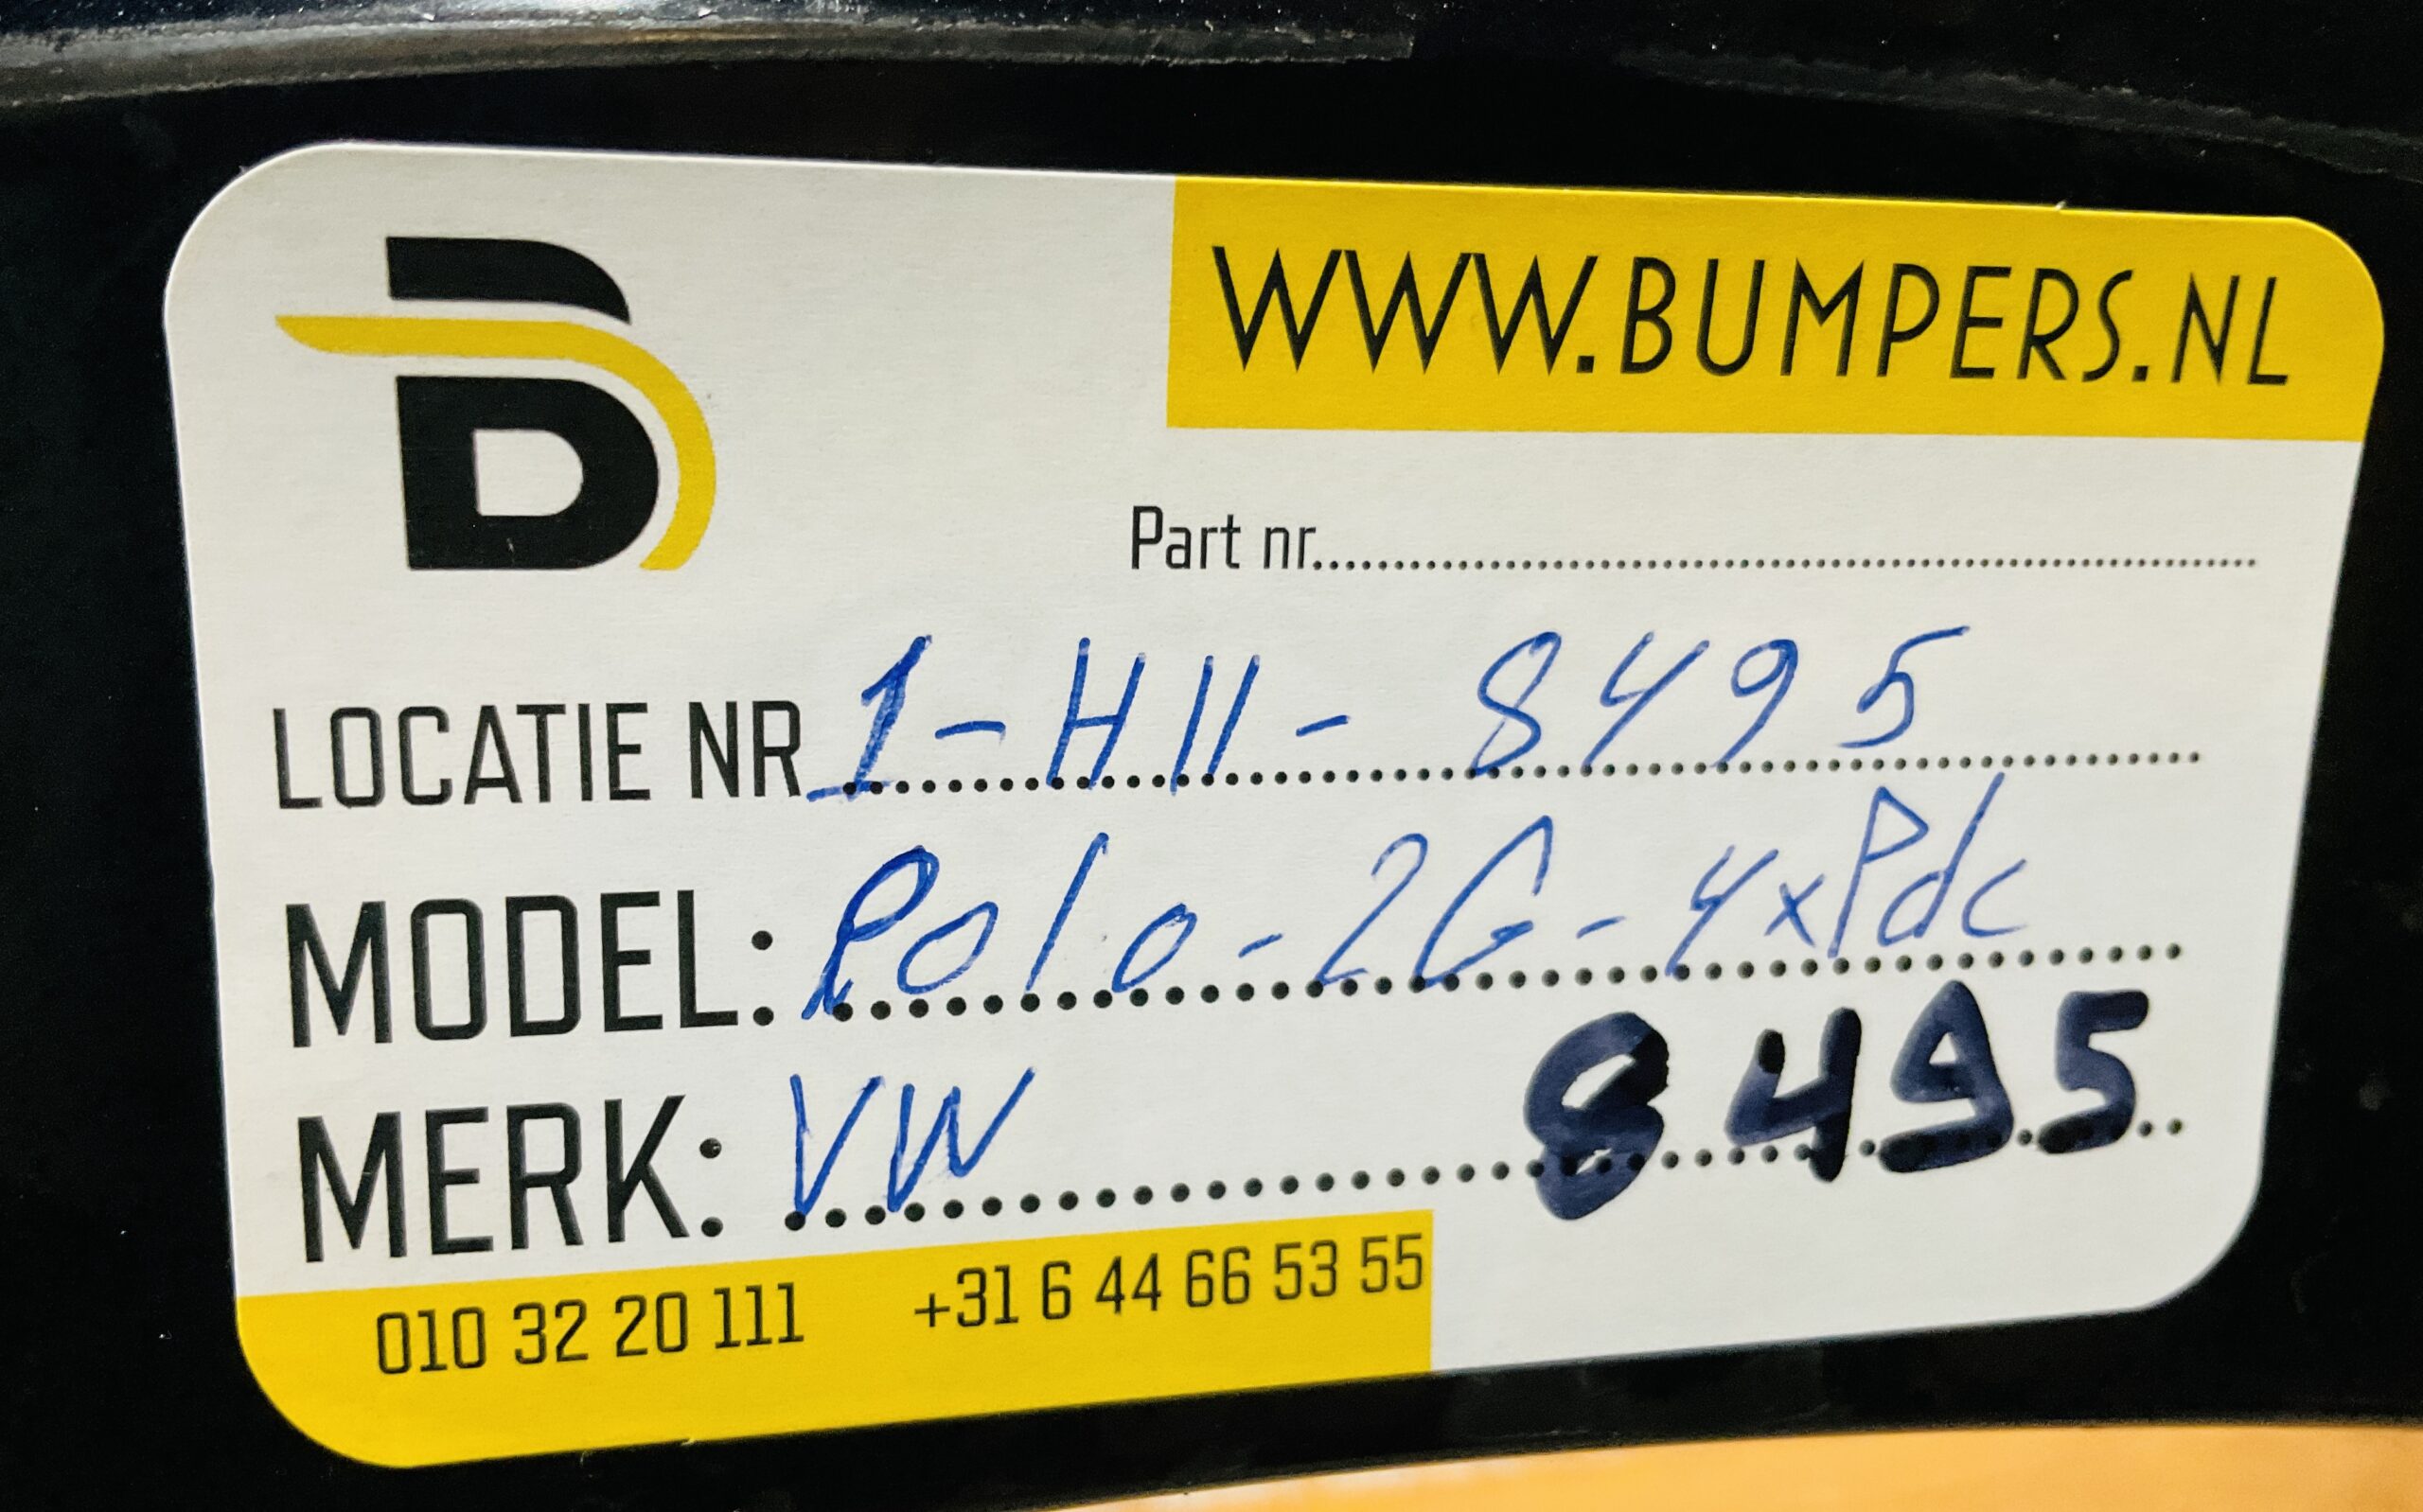 B
WWW.BUMPERS.NL
Part nr.
LOCATIE NR 1-H11-8495
MODEL: Polo-2G-4xPdc
MERK: VW 8495
010 32 20 111 +31 6 44 66 53 55